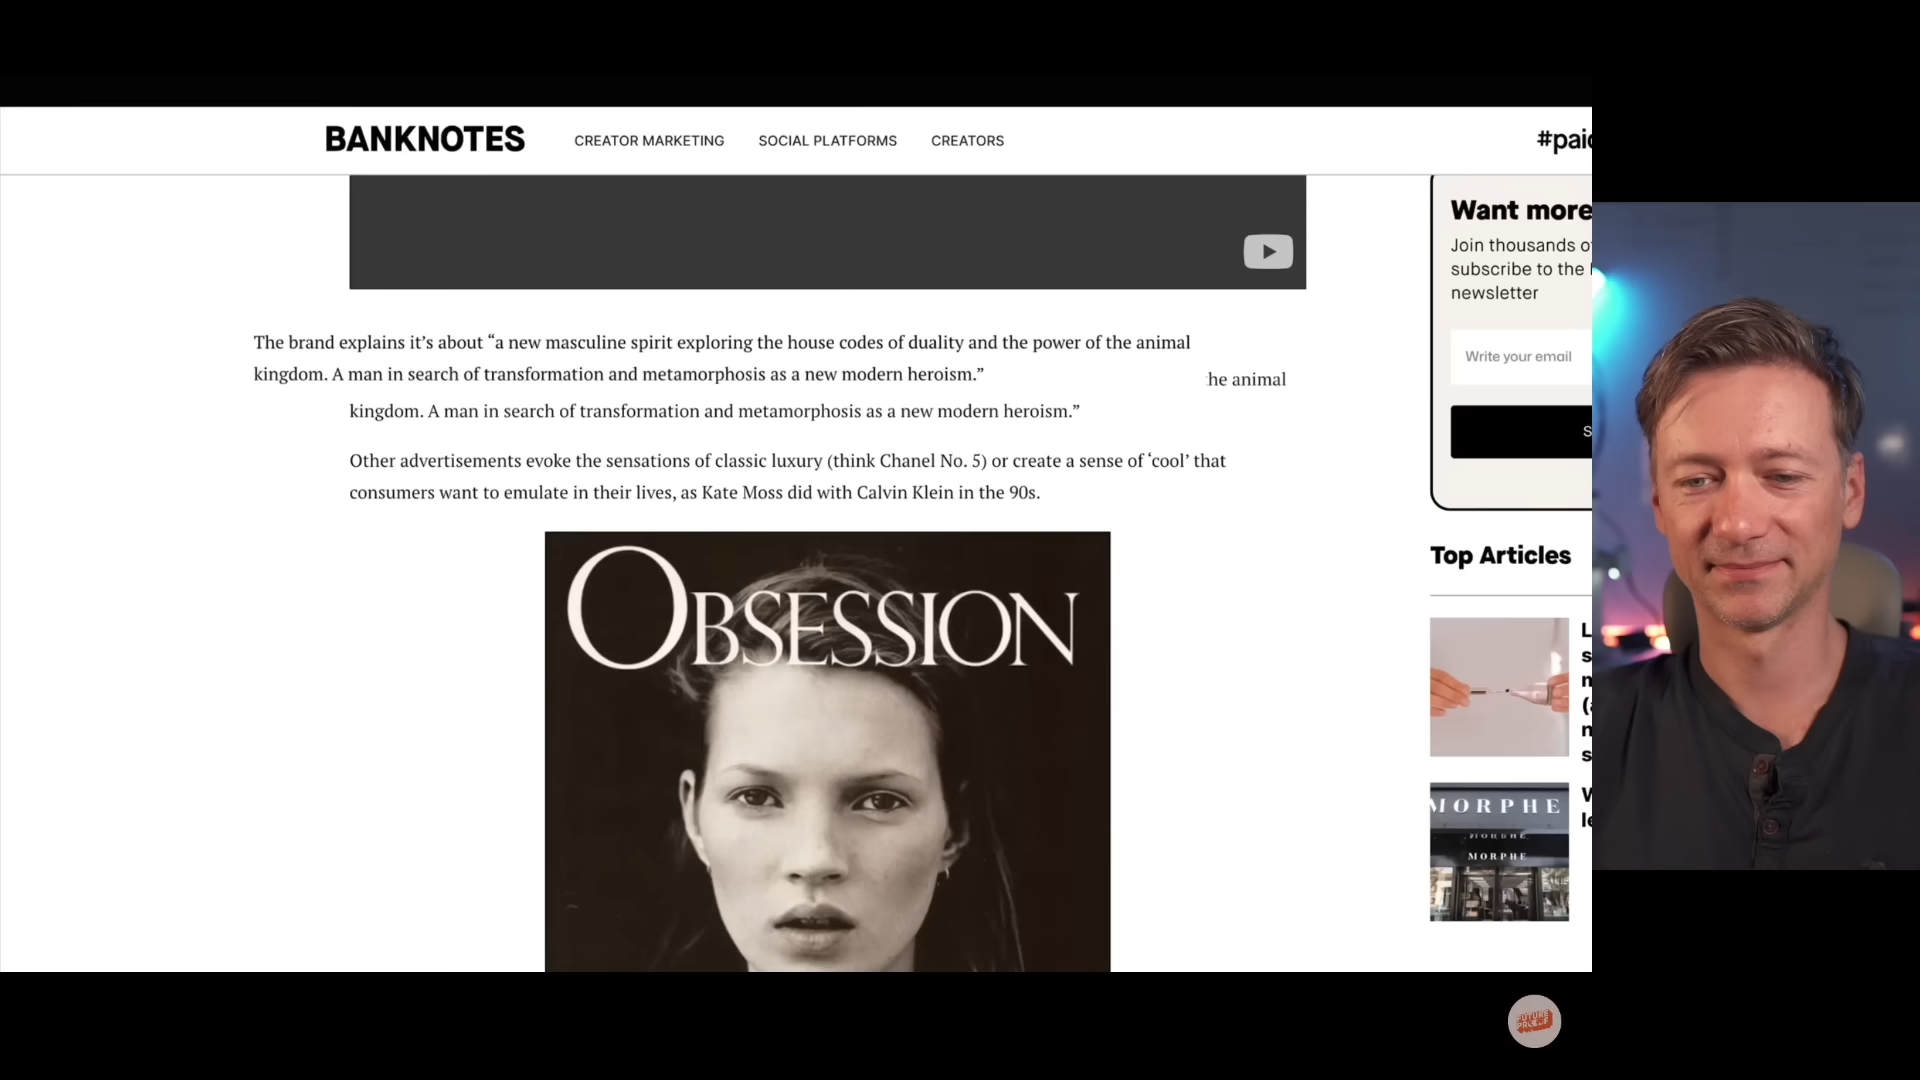 BANKNOTES
CREATOR MARKETING
SOCIAL PLATFORMS
CREATORS
#paid
Want more
Join thousands o
subscribe to the
newsletter
Write your email
S
The brand explains it’s about “a new masculine spirit exploring the house codes of duality and the power of the animal
kingdom. A man in search of transformation and metamorphosis as a new modern heroism.”
he animal
kingdom. A man in search of transformation and metamorphosis as a new modern heroism.”
Other advertisements evoke the sensations of classic luxury (think Chanel No. 5) or create a sense of ‘cool’ that
consumers want to emulate in their lives, as Kate Moss did with Calvin Klein in the 90s.
OBSESSION
Top Articles
MORPHE
MORPHE
MORPHE
FUTURE
PROOF